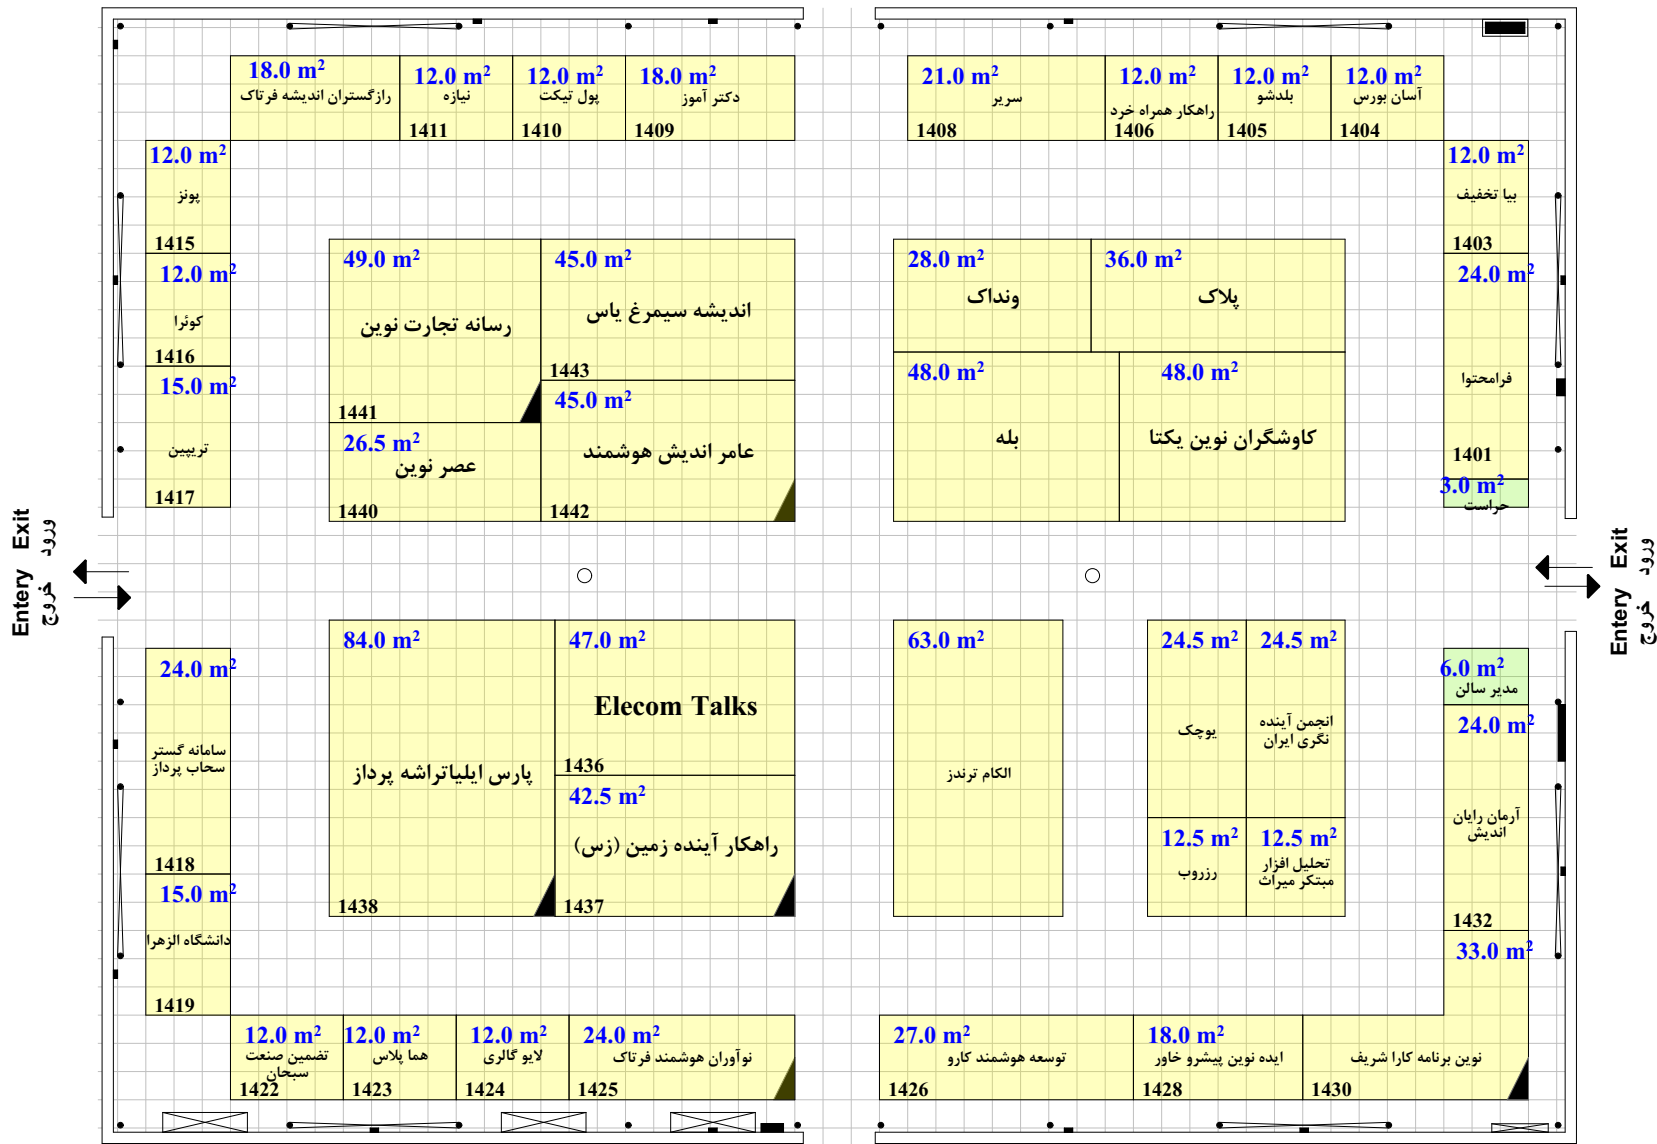 18.0 m²
رازگستران اندیشه فرتاک
12.0 m²
نیازه
1411
12.0 m²
پول تیکت
1410
18.0 m²
دکتر آموز
1409
21.0 m²
سریر
1408
12.0 m²
راهکار همراه خرد
1406
12.0 m²
بلدشو
1405
12.0 m²
آسان بورس
1404
12.0 m²
پونز
1415
12.0 m²
کوئرا
1416
15.0 m²
تریپین
1417
49.0 m²
رسانه تجارت نوین
1441
45.0 m²
اندیشه سیمرغ یاس
1443
26.5 m²
عصر نوین
1440
45.0 m²
عامر اندیش هوشمند
1442
28.0 m²
ونداک
36.0 m²
پلاک
48.0 m²
بله
48.0 m²
کاوشگران نوین یکتا
12.0 m²
بیا تخفیف
1403
24.0 m²
فرامحتوا
1401
3.0 m²
حراست
Entery Exit
ورود خروج
Entery Exit
ورود خروج
24.0 m²
سامانه گستر
سحاب پرداز
1418
15.0 m²
دانشگاه الزهرا
1419
84.0 m²
پارس ایلیاتراشه پرداز
1438
47.0 m²
Elecom Talks
1436
42.5 m²
راهکار آینده زمین (زس)
1437
63.0 m²
الکام ترندز
24.5 m²
یوچک
24.5 m²
انجمن آینده
نگری ایران
12.5 m²
رزروب
12.5 m²
تحلیل افزار
مبتکر میراث
6.0 m²
مدیر سالن
24.0 m²
آرمان رایان
اندیش
1432
33.0 m²
نوین برنامه کارا شریف
1430
12.0 m²
تضمین صنعت
سبحان
1422
12.0 m²
هما پلاس
1423
12.0 m²
لایو گالری
1424
24.0 m²
نوآوران هوشمند فرتاک
1425
27.0 m²
توسعه هوشمند کارو
1426
18.0 m²
ایده نوین پیشرو خاور
1428